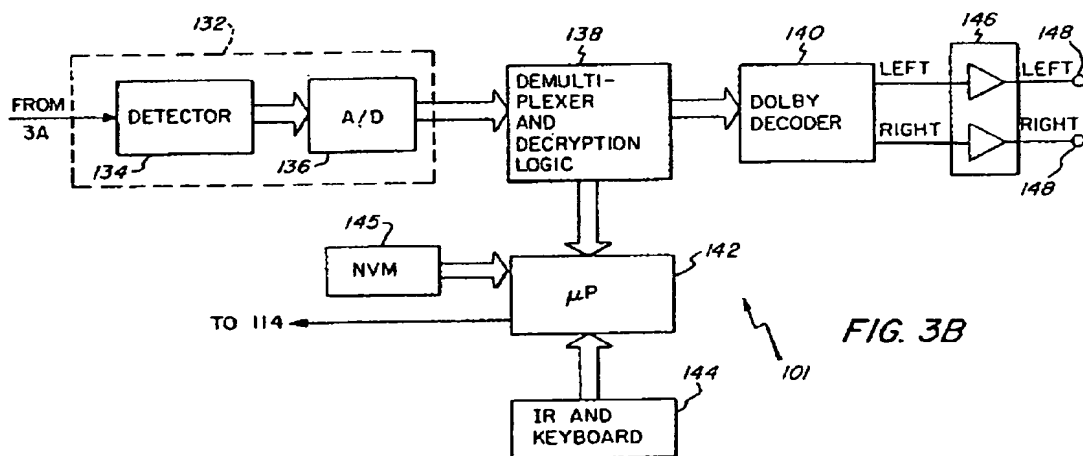 132
138
140
146
148
FROM
3A
DETECTOR
A/D
DEMULTI-
PLEXER
AND
DECRYPTION
LOGIC
DOLBY
DECODER
LEFT
LEFT
RIGHT
RIGHT
134
136
148
145
NVM
142
μP
TO 114
FIG. 3B
101
144
IR AND
KEYBOARD